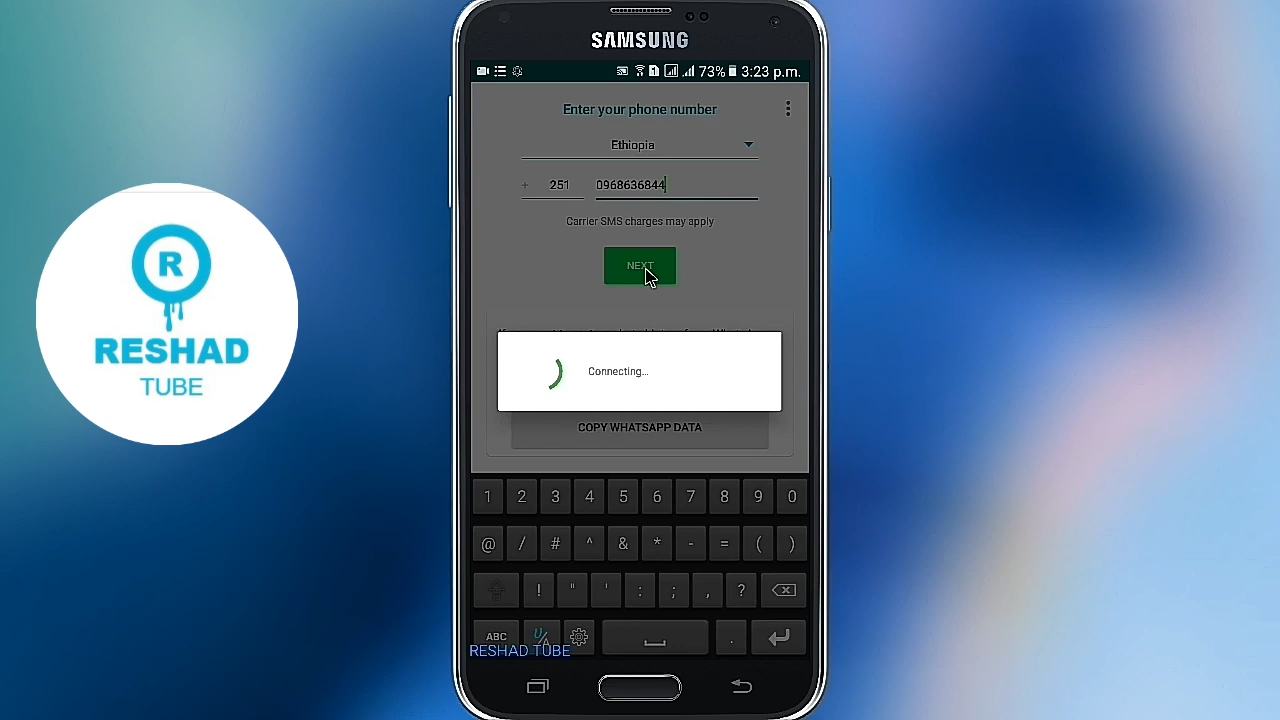 SAMSUNG
73% 3:23 p.m.
Enter your phone number
Ethiopia
+ 251 0968636844
Carrier SMS charges may apply
NEXT
Connecting...
COPY WHATSAPP DATA
1 2 3 4 5 6 7 8 9 0
@ / # ^ & * - = ( )
! " ' : ; , ?
ABC .
RESHAD TUBE
R
RESHAD
TUBE